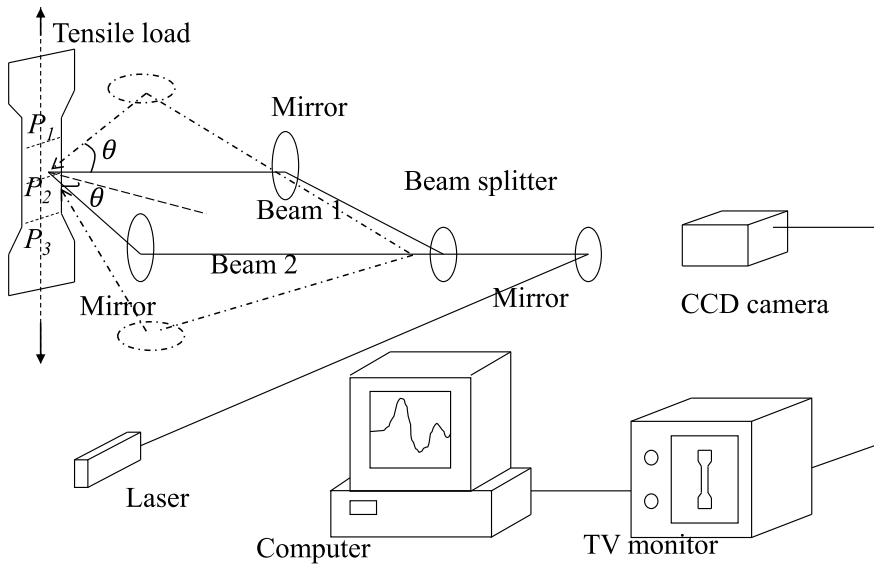 Tensile load
Mirror
P1
θ
Beam splitter
P2
θ
Beam 1
P3
Beam 2
Mirror
Mirror
CCD camera
Laser
Computer
TV monitor